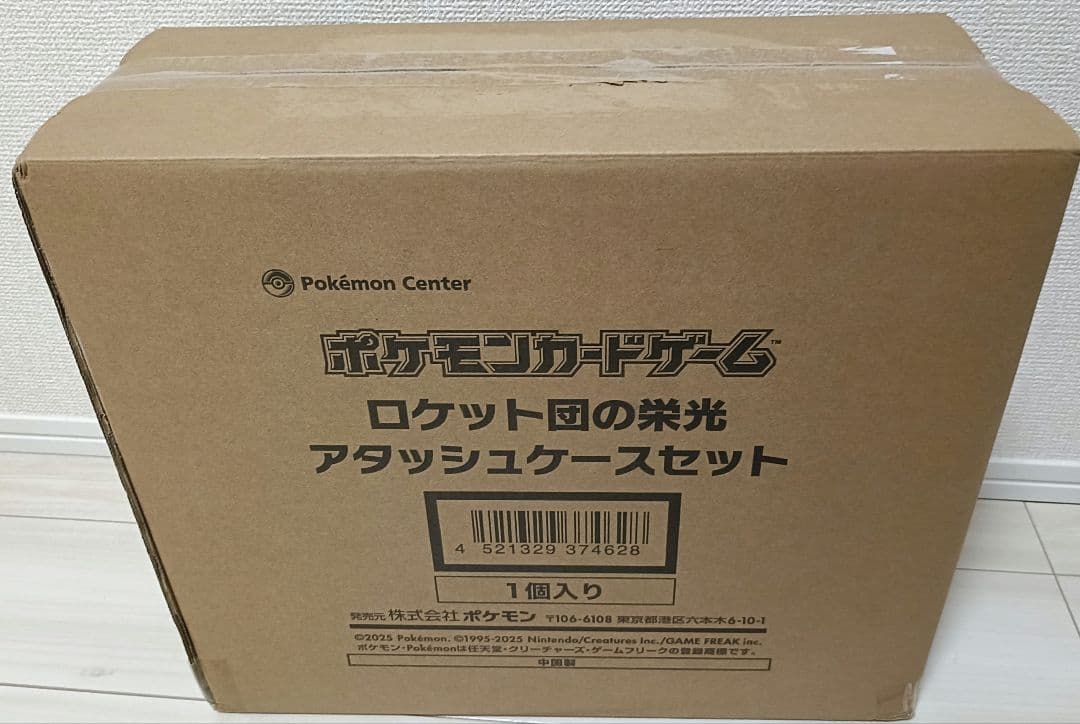 Pokémon Center
ポケモンカードゲーム™
ロケット団の栄光
アタッシュケースセット
4 521329 374628
1個入り
発売元 株式会社 ポケモン 〒106-6108 東京都港区六本木6-10-1
©2025 Pokémon. ©1995-2025 Nintendo/Creatures Inc./GAME FREAK inc.
ポケモン・Pokémonは任天堂・クリーチャーズ・ゲームフリークの登録商標です。
中国製